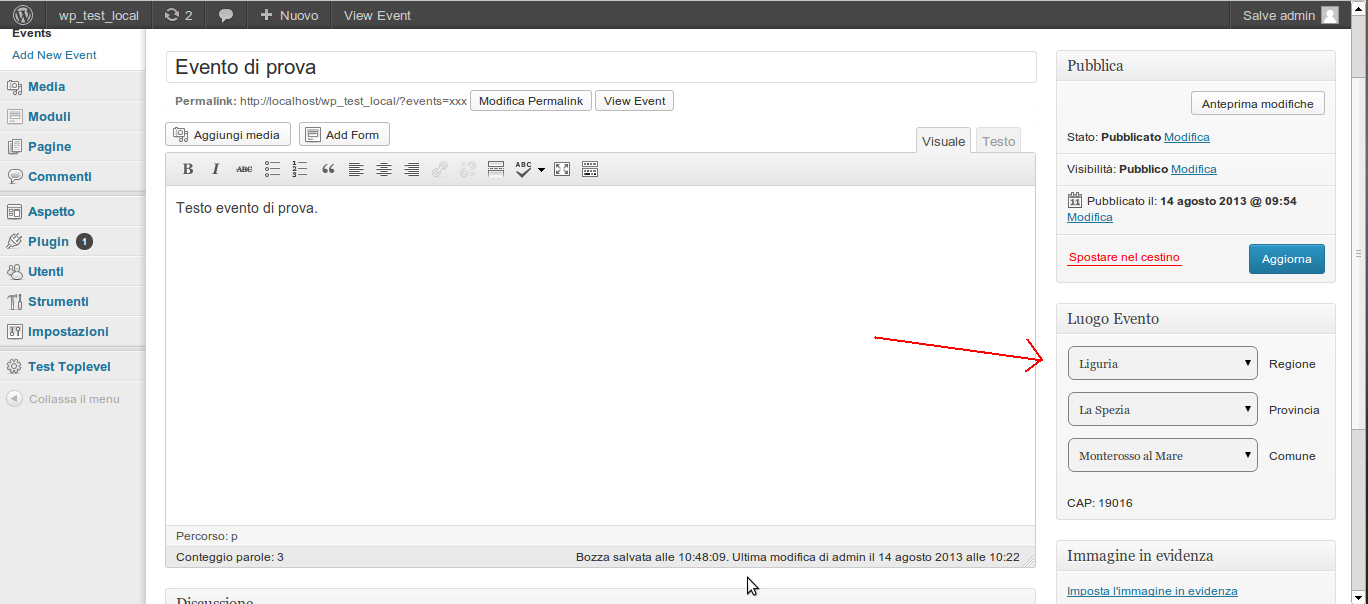 wp_test_local 2 Nuovo View Event Salve admin
Events
Add New Event
Media
Moduli
Pagine
Commenti
Aspetto
Plugin 1
Utenti
Strumenti
Impostazioni
Test Toplevel
Collassa il menu
Evento di prova
Permalink: http://localhost/wp_test_local/?events=xxx Modifica Permalink View Event
Aggiungi media Add Form
Visuale Testo
B I ABC ABC
Testo evento di prova.
Percorso: p
Conteggio parole: 3 Bozza salvata alle 10:48:09. Ultima modifica di admin il 14 agosto 2013 alle 10:22
Discussione
Pubblica
Anteprima modifiche
Stato: Pubblicato Modifica
Visibilità: Pubblico Modifica
11 Pubblicato il: 14 agosto 2013 @ 09:54
Modifica
Spostare nel cestino Aggiorna
Luogo Evento
Liguria Regione
La Spezia Provincia
Monterosso al Mare Comune
CAP: 19016
Immagine in evidenza
Imposta l'immagine in evidenza